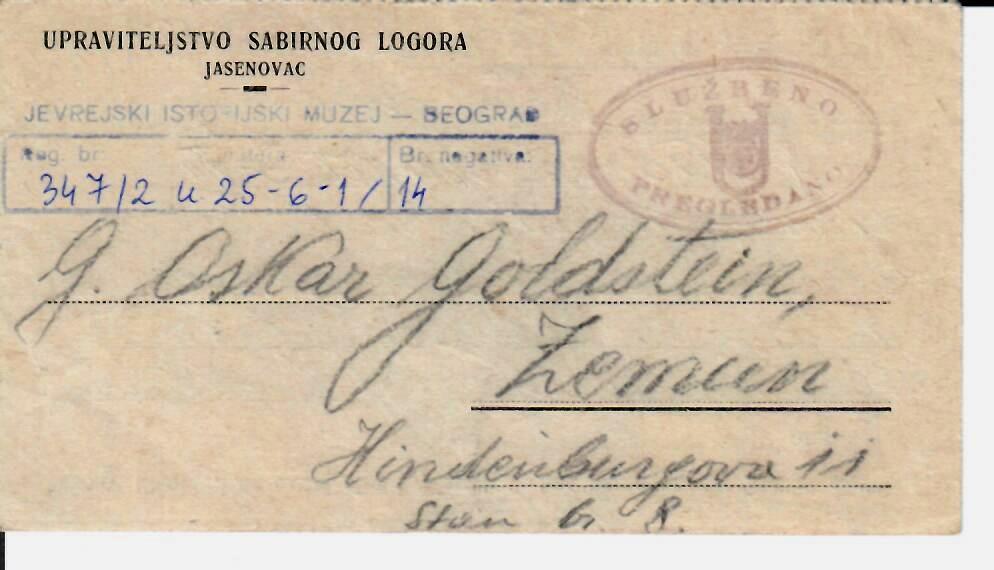 UPRAVITELJSTVO SABIRNOG LOGORA
JASENOVAC
JEVREJSKI ISTORIJSKI MUZEJ — BEOGRAD
Reg. br. Br. negativa:
347/2 u 25-6-1/14
SLUŽBENO
PREGLEDANO
G. Oskar Goldstein,
Zemun
Hindenburgova 11
Stan br. 8.